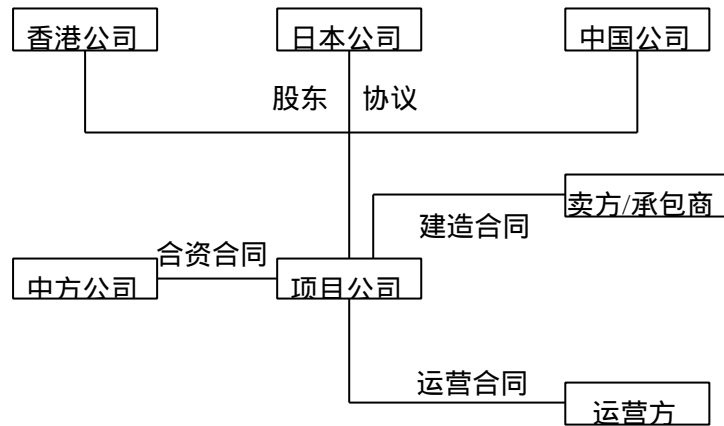 香港公司
日本公司
中国公司
股东 协议
卖方/承包商
建造合同
合资合同
中方公司
项目公司
运营合同
运营方